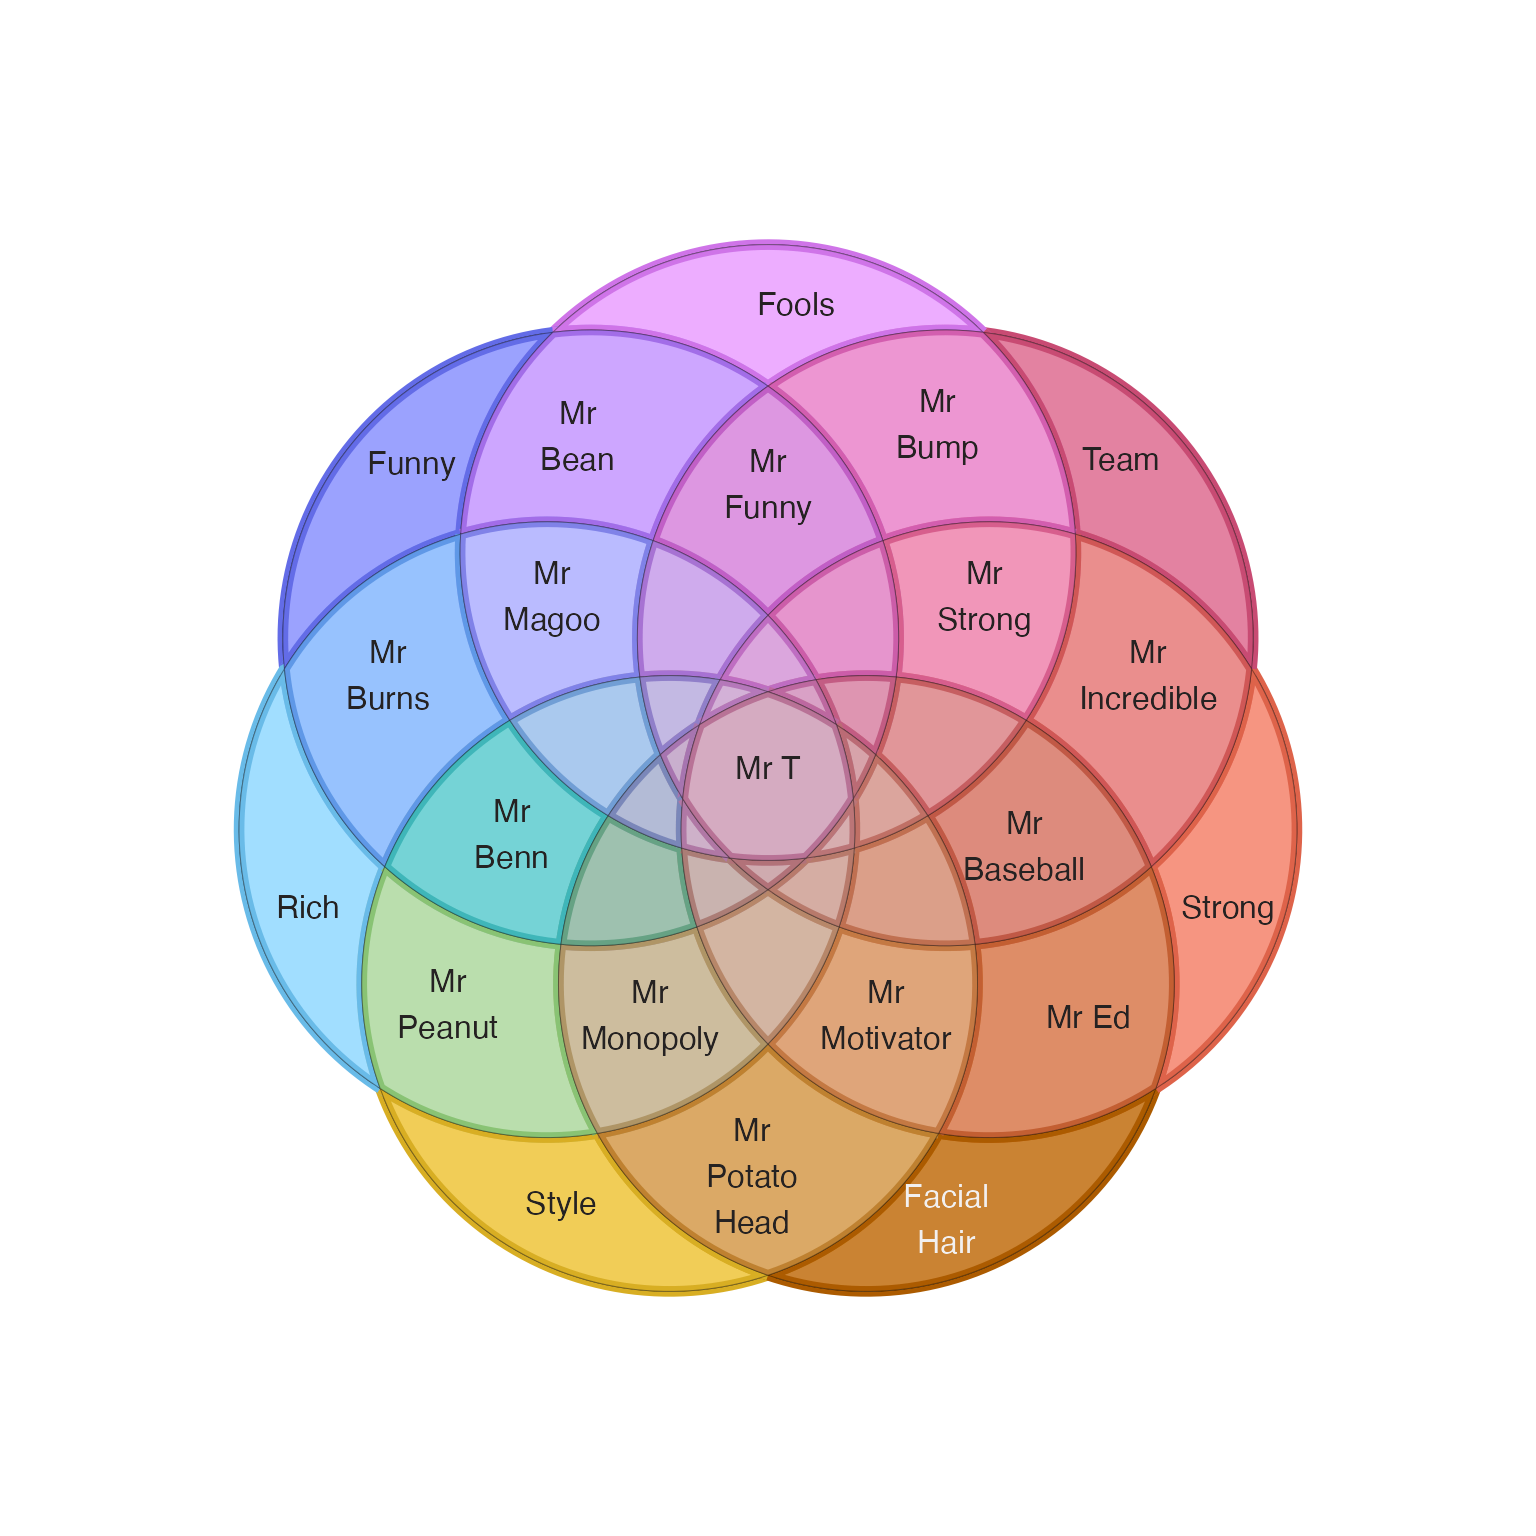 Fools
Mr
Bump
Mr
Bean
Mr
Funny
Funny
Team
Mr
Magoo
Mr
Strong
Mr
Burns
Mr
Incredible
Mr T
Mr
Benn
Mr
Baseball
Rich
Strong
Mr
Peanut
Mr
Monopoly
Mr
Motivator
Mr Ed
Mr
Potato
Head
Style
Facial
Hair